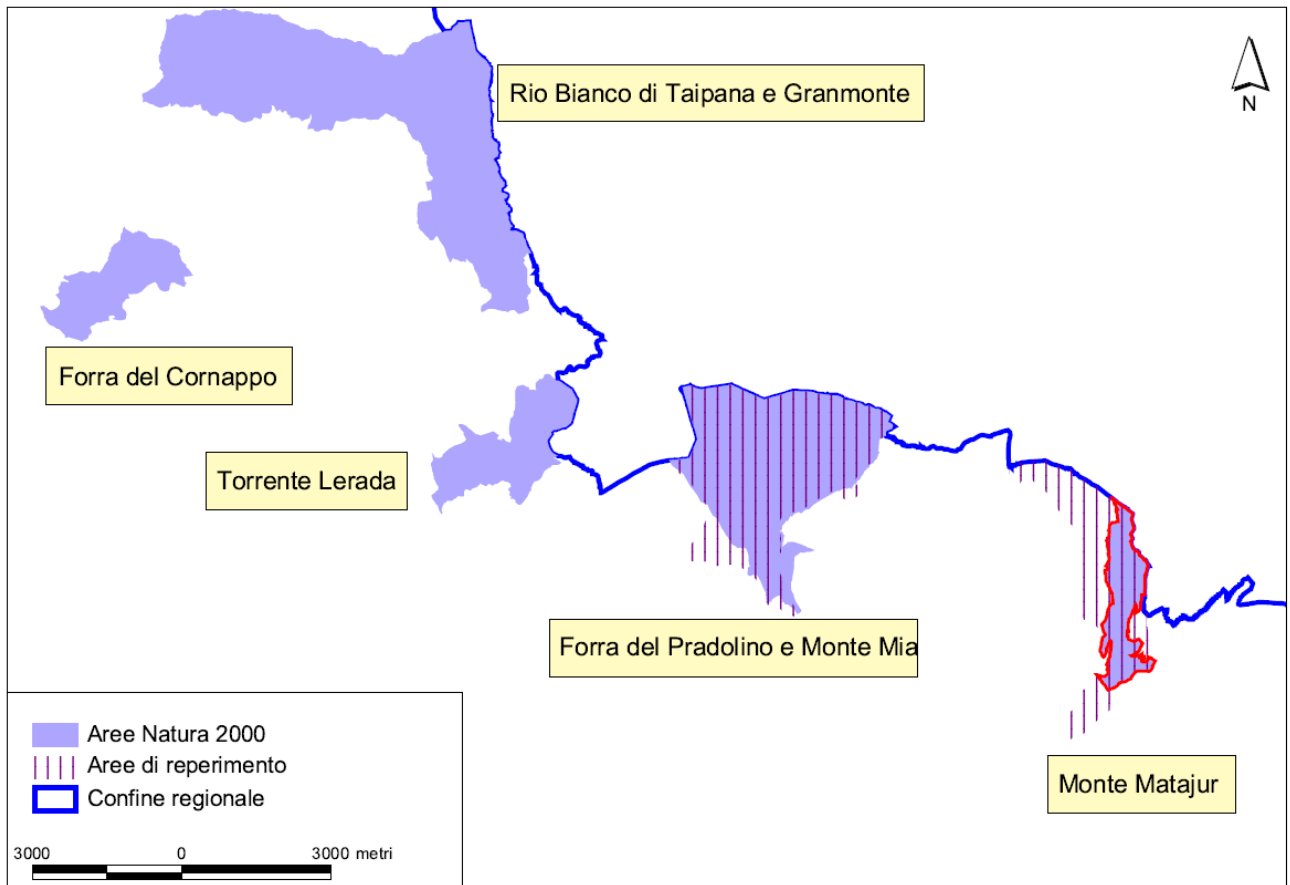 Rio Bianco di Taipana e Granmonte
N
Forra del Cornappo
Torrente Lerada
Forra del Pradolino e Monte Mia
Monte Matajur
Aree Natura 2000
Aree di reperimento
Confine regionale
3000 0 3000 metri